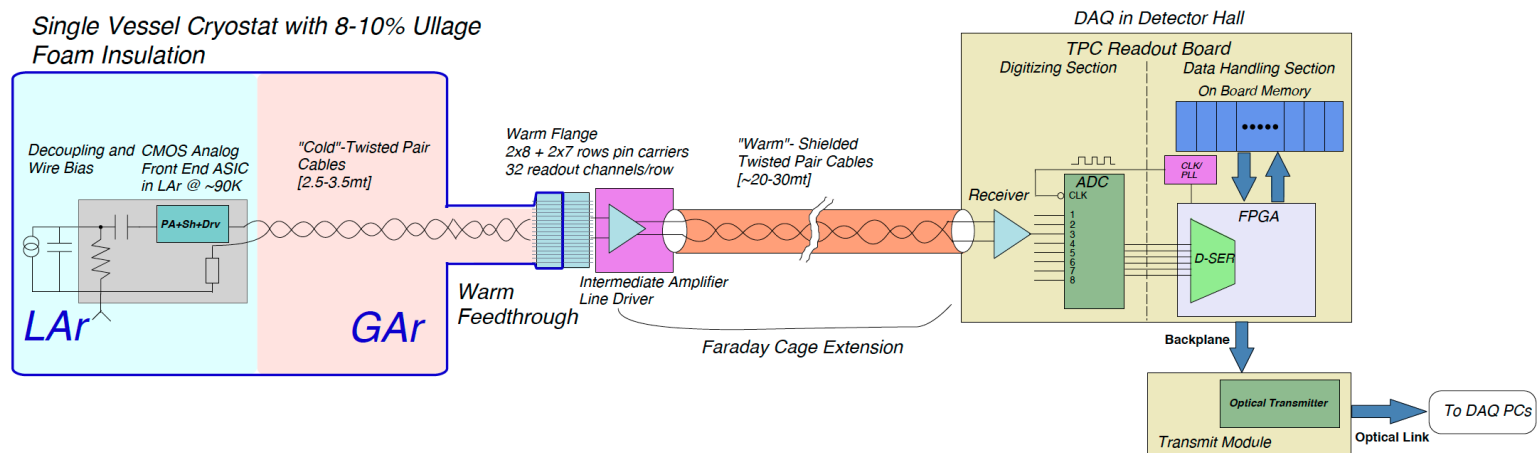 Single Vessel Cryostat with 8-10% Ullage
Foam Insulation
DAQ in Detector Hall
TPC Readout Board
Digitizing Section
Data Handling Section
On Board Memory
Decoupling and
Wire Bias
CMOS Analog
Front End ASIC
in LAr @ ~90K
"Cold"-Twisted Pair
Cables
[2.5-3.5mt]
Warm Flange
2x8 + 2x7 rows pin carriers
32 readout channels/row
"Warm"- Shielded
Twisted Pair Cables
[~20-30mt]
Receiver
ADC
CLK
1
2
3
4
5
6
7
8
CLK/
PLL
FPGA
D-SER
PA+Sh+Drv
LAr
GAr
Warm
Feedthrough
Intermediate Amplifier
Line Driver
Faraday Cage Extension
Backplane
Optical Transmitter
Transmit Module
Optical Link
To DAQ PCs